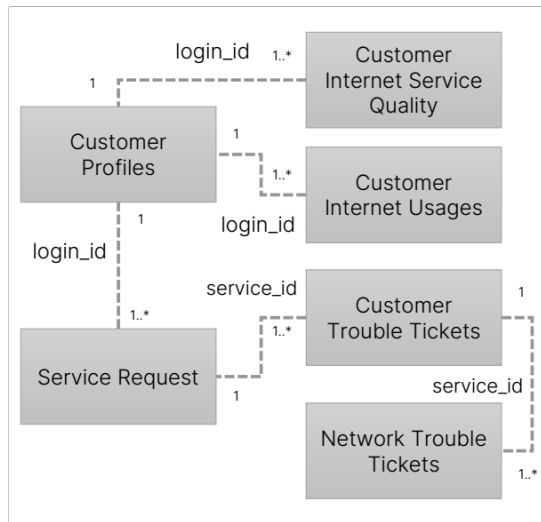 login_id
1..*
Customer
Internet Service
Quality
1
Customer
Profiles
1
1..*
Customer
Internet Usages
login_id
1
login_id
service_id
1..*
Customer
Trouble Tickets
1
1..*
Service Request
1
service_id
Network Trouble
Tickets
1..*